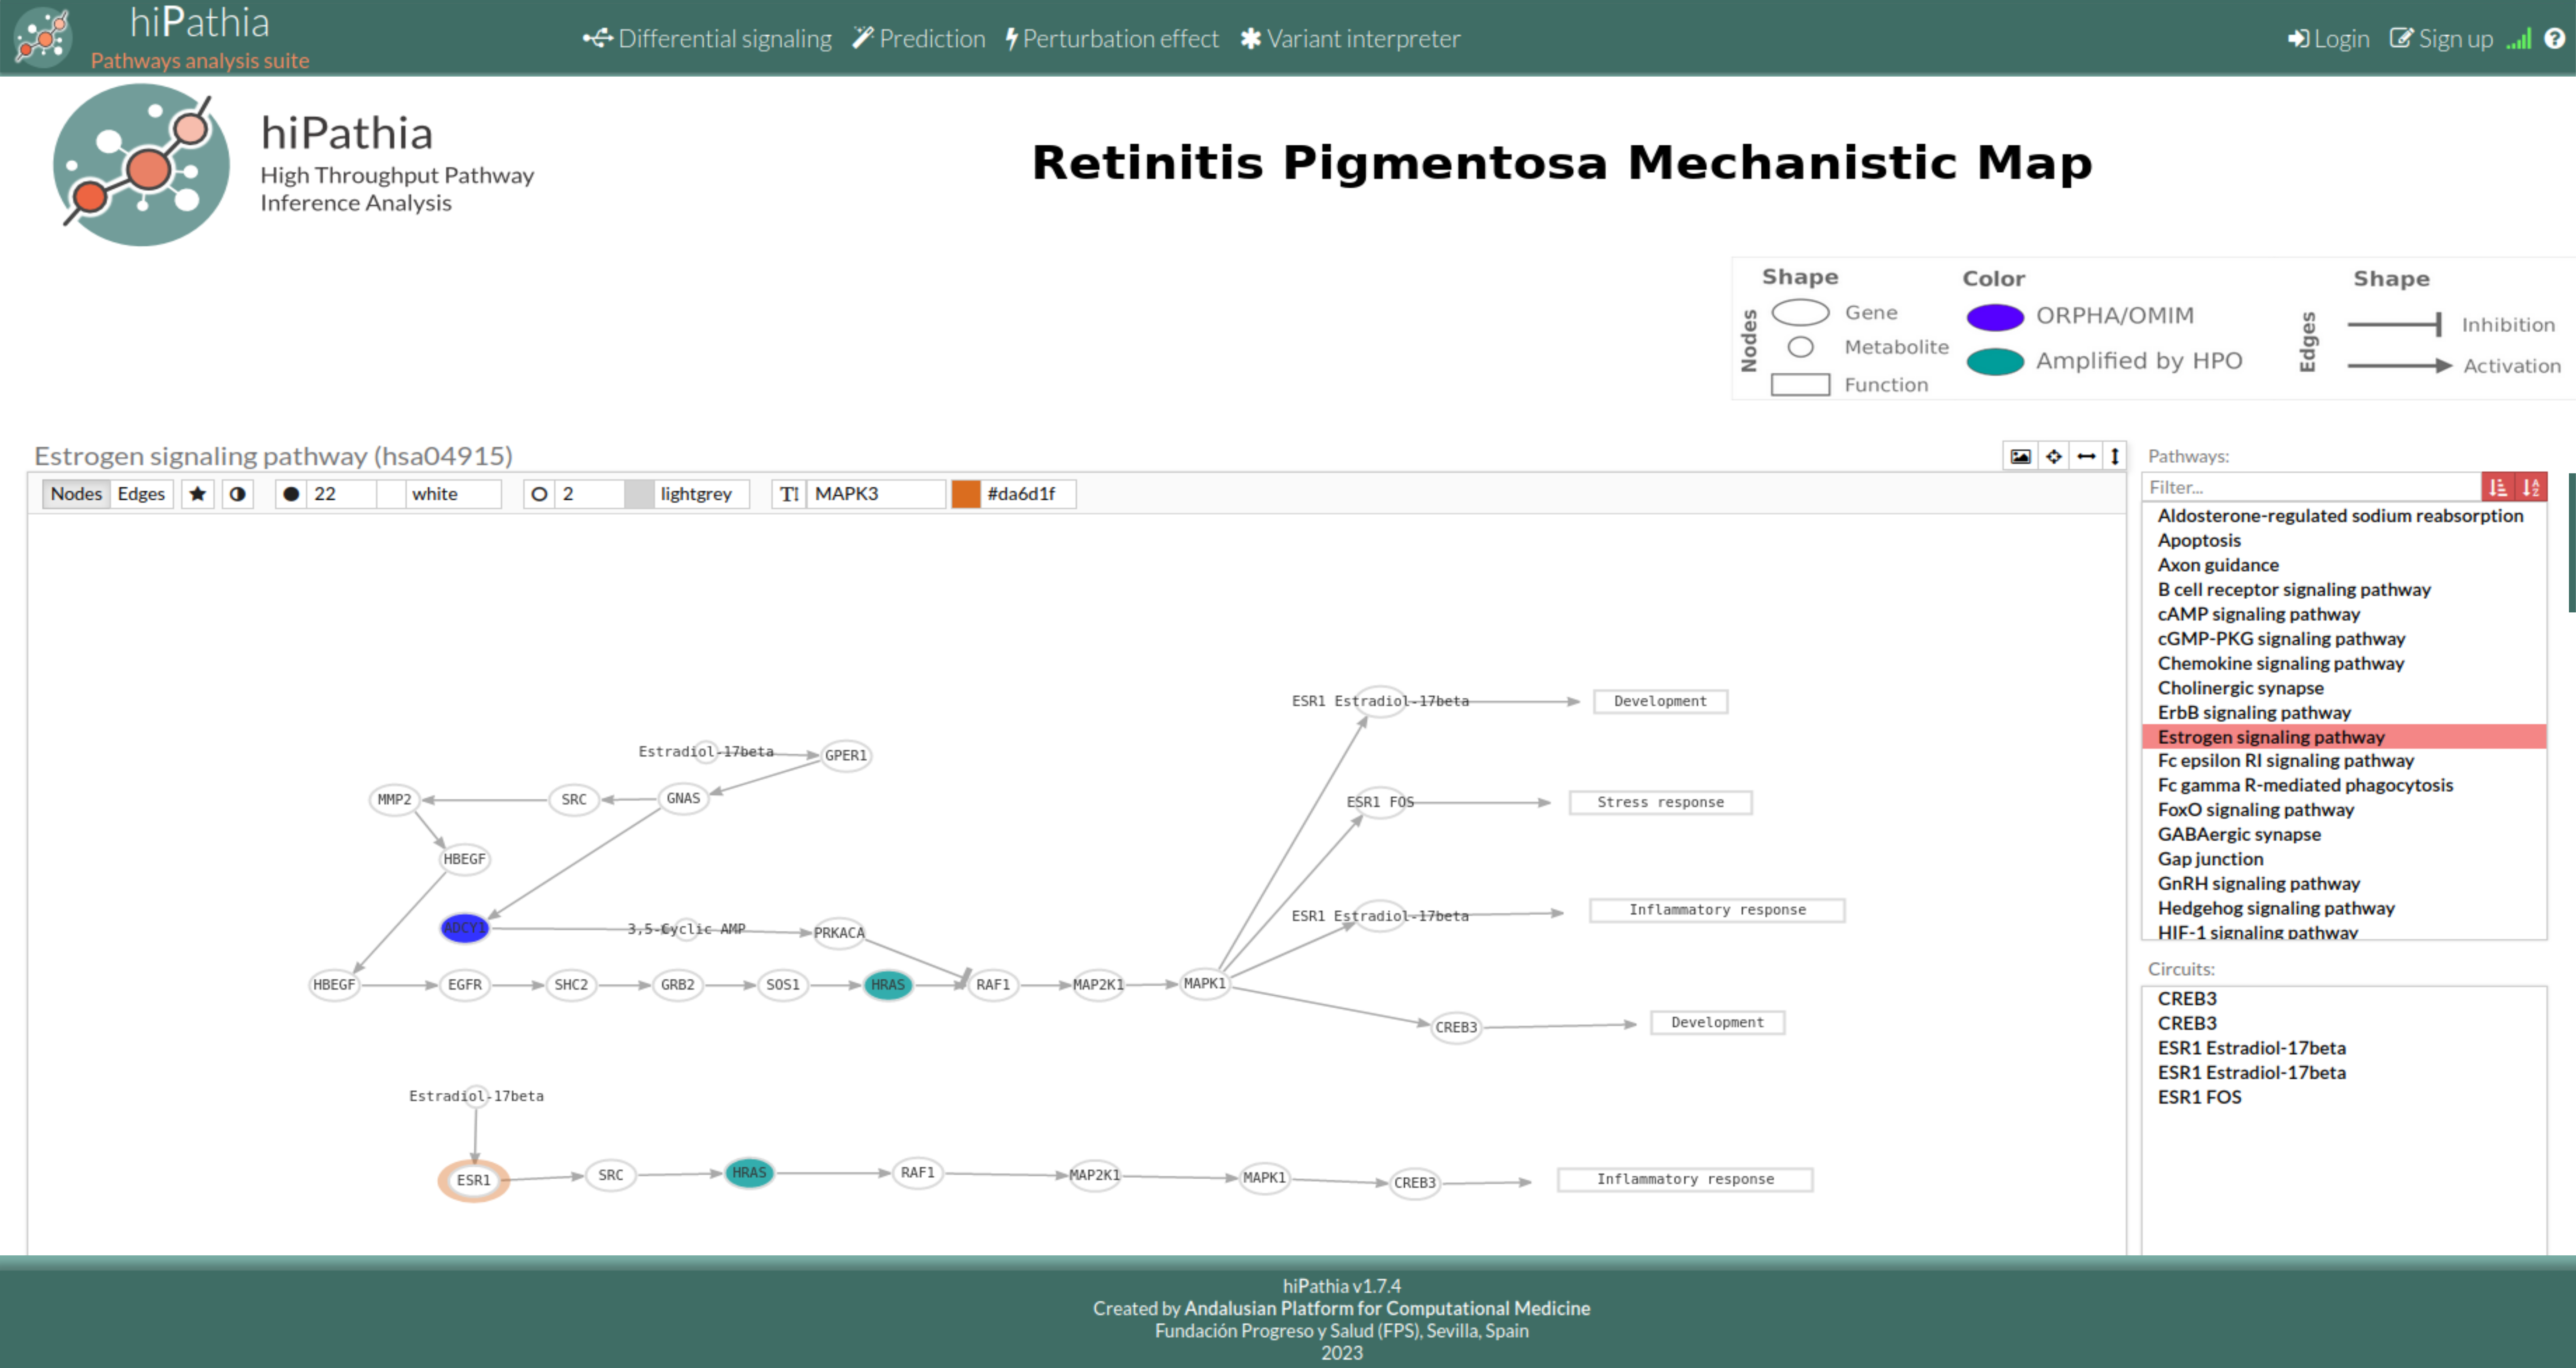 hiPathia
Pathways analysis suite
Differential signaling Prediction Perturbation effect Variant interpreter
Login Sign up
hiPathia
High Throughput Pathway
Inference Analysis
Retinitis Pigmentosa Mechanistic Map
Nodes
Shape
Gene
Metabolite
Function
Color
ORPHA/OMIM
Amplified by HPO
Edges
Shape
Inhibition
Activation
Estrogen signaling pathway (hsa04915)
Nodes Edges 22 white 2 lightgrey MAPK3 #da6d1f
ESR1 Estradiol-17beta Development
Estradiol-17beta GPER1
MMP2 SRC GNAS ESR1 FOS Stress response
HBEGF
ADCY1 3,5-Cyclic AMP PRKACA ESR1 Estradiol-17beta Inflammatory response
HBEGF EGFR SHC2 GRB2 SOS1 HRAS RAF1 MAP2K1 MAPK1
CREB3 Development
Estradiol-17beta
ESR1 SRC HRAS RAF1 MAP2K1 MAPK1 CREB3 Inflammatory response
Pathways:
Filter...
Aldosterone-regulated sodium reabsorption
Apoptosis
Axon guidance
B cell receptor signaling pathway
cAMP signaling pathway
cGMP-PKG signaling pathway
Chemokine signaling pathway
Cholinergic synapse
ErbB signaling pathway
Estrogen signaling pathway
Fc epsilon RI signaling pathway
Fc gamma R-mediated phagocytosis
FoxO signaling pathway
GABAergic synapse
Gap junction
GnRH signaling pathway
Hedgehog signaling pathway
HIF-1 signaling pathway
Circuits:
CREB3
CREB3
ESR1 Estradiol-17beta
ESR1 Estradiol-17beta
ESR1 FOS
hiPathia v1.7.4
Created by Andalusian Platform for Computational Medicine
Fundación Progreso y Salud (FPS), Sevilla, Spain
2023